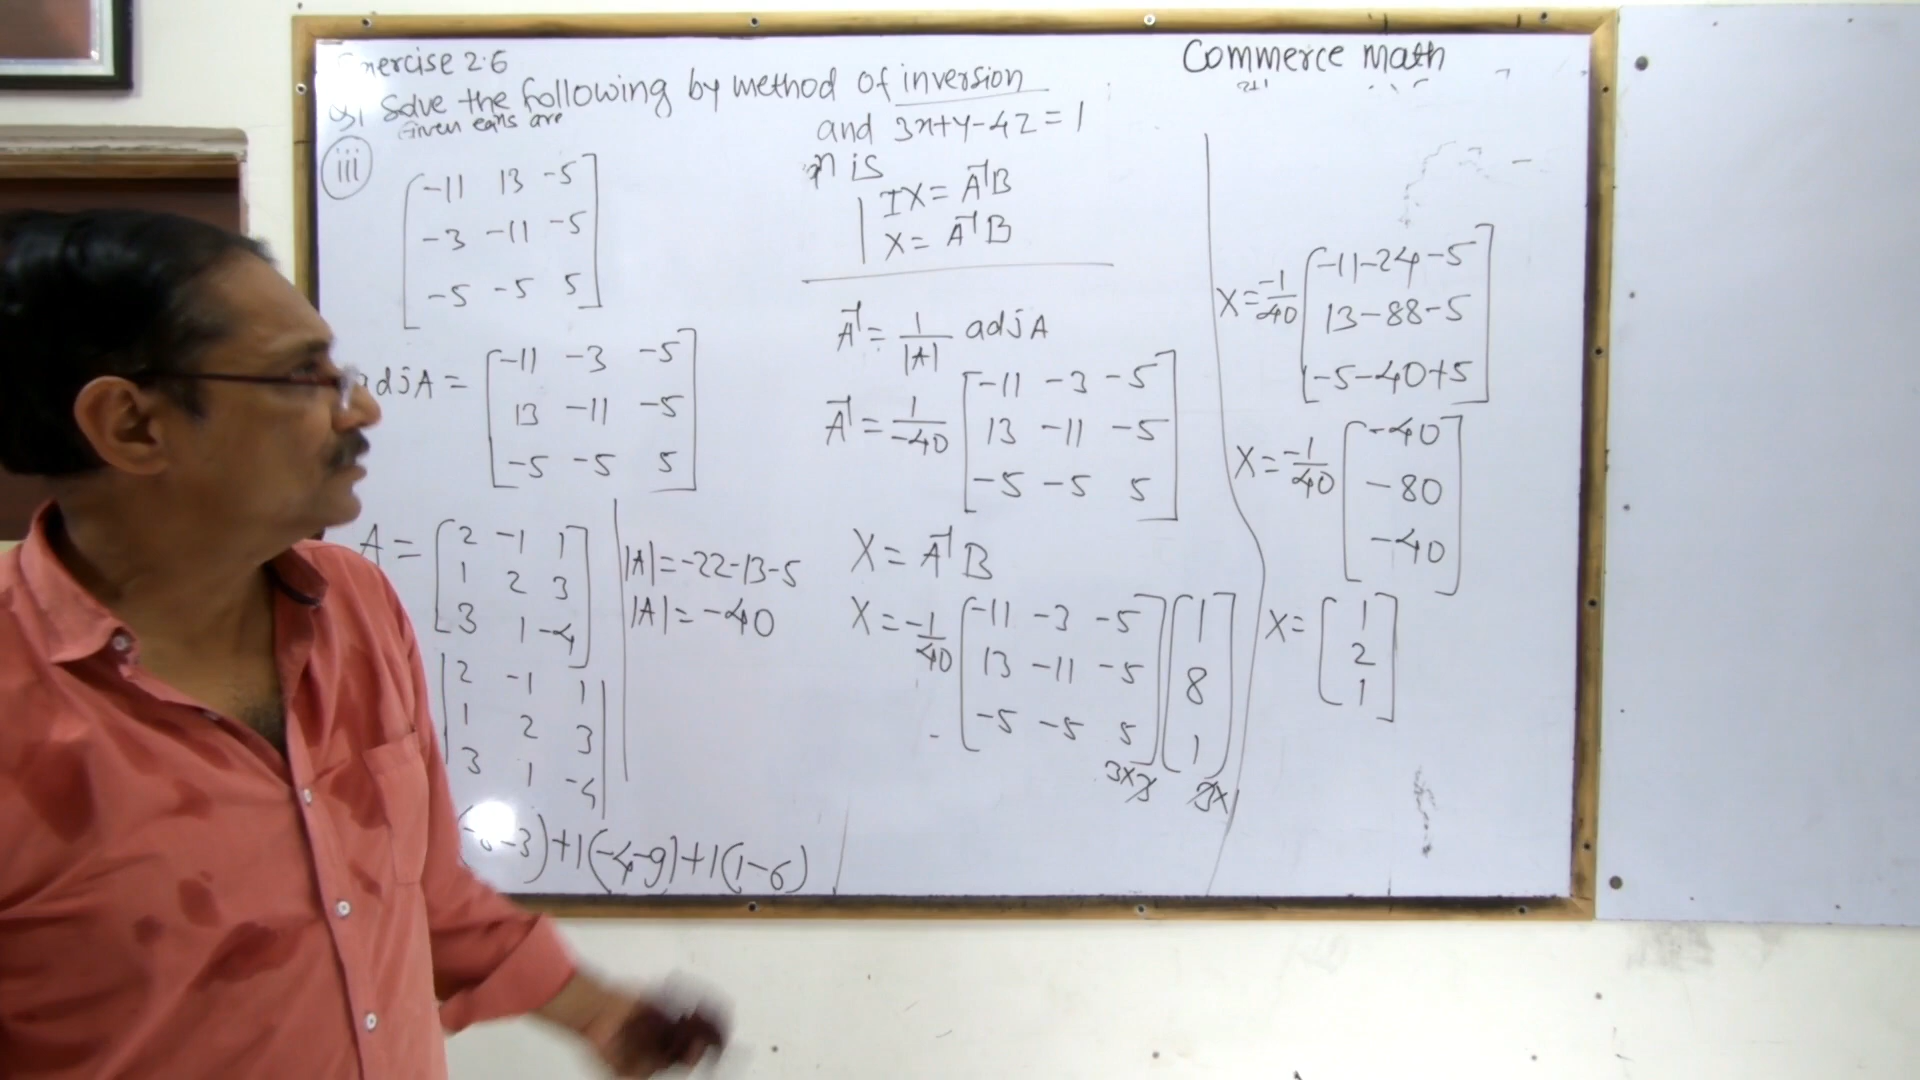 Exercise 2.6
Commerce Math
Q1 Solve the following by method of inversion
Given eqns are
and 3x+y-4z=1
iii
n is
-11 13 -5
-3 -11 -5
-5 -5 5
IX = A⁻¹B
X = A⁻¹B
adjA =
-11 -3 -5
13 -11 -5
-5 -5 5
A =
2 -1 1
1 2 3
3 1 -4
2 -1 1
1 2 3
3 1 -4
-3)+1(-4-9)+1(1-6)
|A|=-22-13-5
|A|=-40
A⁻¹ = 1/|A| adjA
A⁻¹ = 1/-40
-11 -3 -5
13 -11 -5
-5 -5 5
X = A⁻¹B
X = -1/40
-11 -3 -5
13 -11 -5
-5 -5 5
3x3
1
8
1
3x
X = -1/40
-11-24-5
13-88-5
-5-40+5
X = -1/40
-40
-80
-40
X =
1
2
1